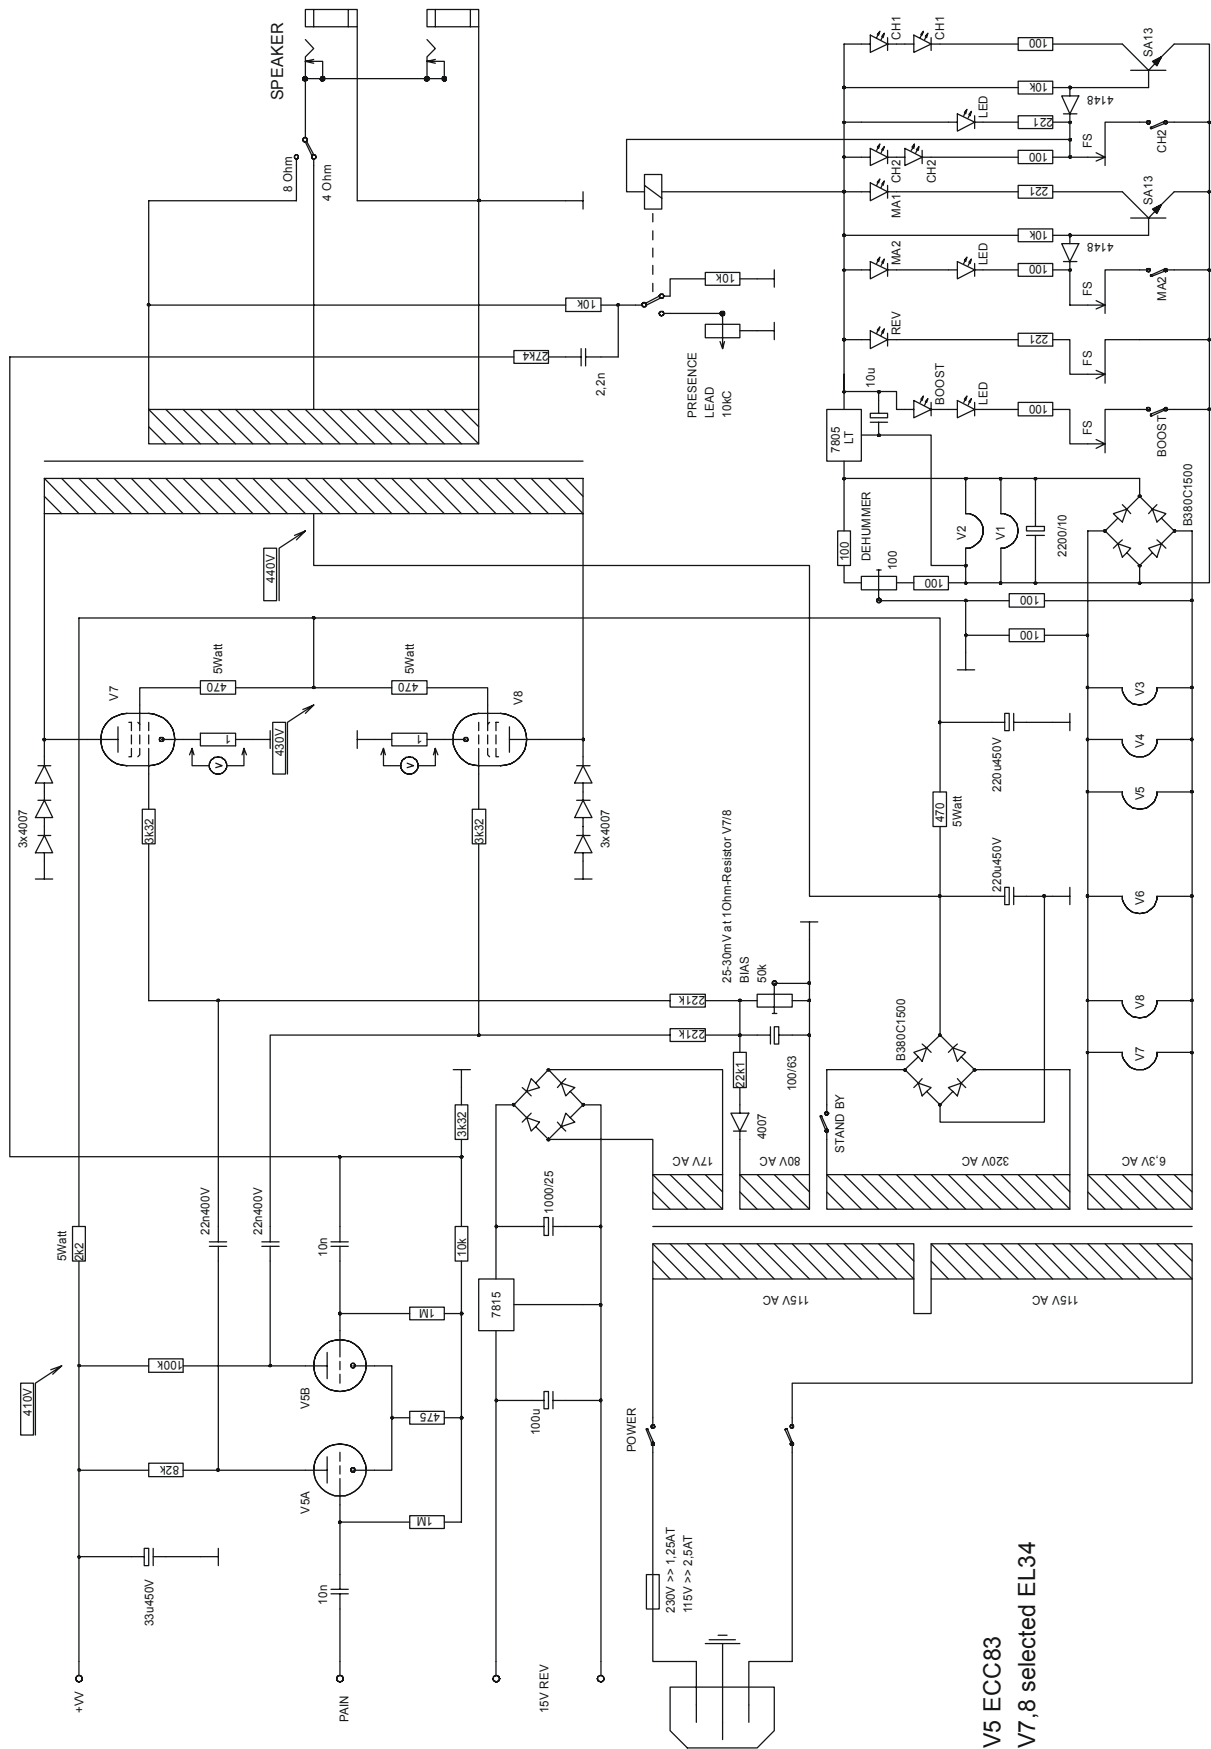 SPEAKER
8 Ohm
4 Ohm
10k
10k
27k4
2,2n
PRESENCE
LEAD
10kC
CH1
CH1
100
SA13
10k
4148
LED
221
FS
CH2
CH2
CH2
100
MA1
221
SA13
10k
4148
MA2
LED
100
FS
MA2
REV
221
FS
BOOST
LED
100
FS
BOOST
10u
7805
LT
DEHUMMER
100
100
100
V2
V1
2200/10
B380C1500
100
100
440V
430V
410V
3x4007
3x4007
V7
V8
5Watt
470
5Watt
470
1
1
V
V
3k32
3k32
25-30mV at 1Ohm-Resistor V7/8
BIAS
50k
221k
221k
22k1
4007
100/63
220u450V
470
5Watt
220u450V
B380C1500
STAND BY
V3
V4
V5
V6
V8
V7
17V AC
80V AC
320V AC
6,3V AC
115V AC
115V AC
5Watt
2k2
22n400V
22n400V
10n
3k32
10k
1M
1M
100k
82k
V5B
V5A
475
33u450V
10n
+VV
PAIN
15V REV
1000/25
7815
100u
POWER
230V >> 1,25AT
115V >> 2,5AT
V5 ECC83
V7,8 selected EL34